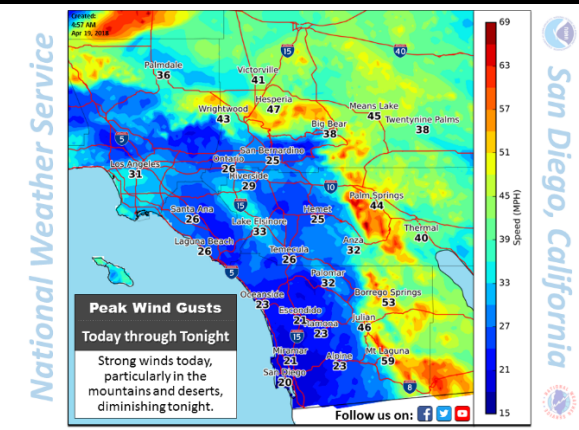 Created:
4:57 AM
Apr 19, 2018
National Weather Service
San Diego California
Palmdale
36
Victorville
41
Hesperia
47
Wrightwood
43
Means Lake
45
Twentynine Palms
38
Big Bear
38
San Bernardino
25
Ontario
26
Los Angeles
31
Riverside
29
Palm Springs
44
Santa Ana
26
Lake Elsinore
33
Hemet
25
Thermal
40
Anza
32
Laguna Beach
26
Temecula
26
Palomar
32
Oceanside
23
Borrego Springs
53
Escondido
21
Ramona
23
Julian
46
Miramar
21
Alpine
23
Mt Laguna
59
San Diego
20
15
40
5
10
15
5
15
8
Peak Wind Gusts
Today through Tonight
Strong winds today,
particularly in the
mountains and deserts,
diminishing tonight.
Follow us on:
69
63
57
51
45
39
33
27
21
15
Speed (MPH)